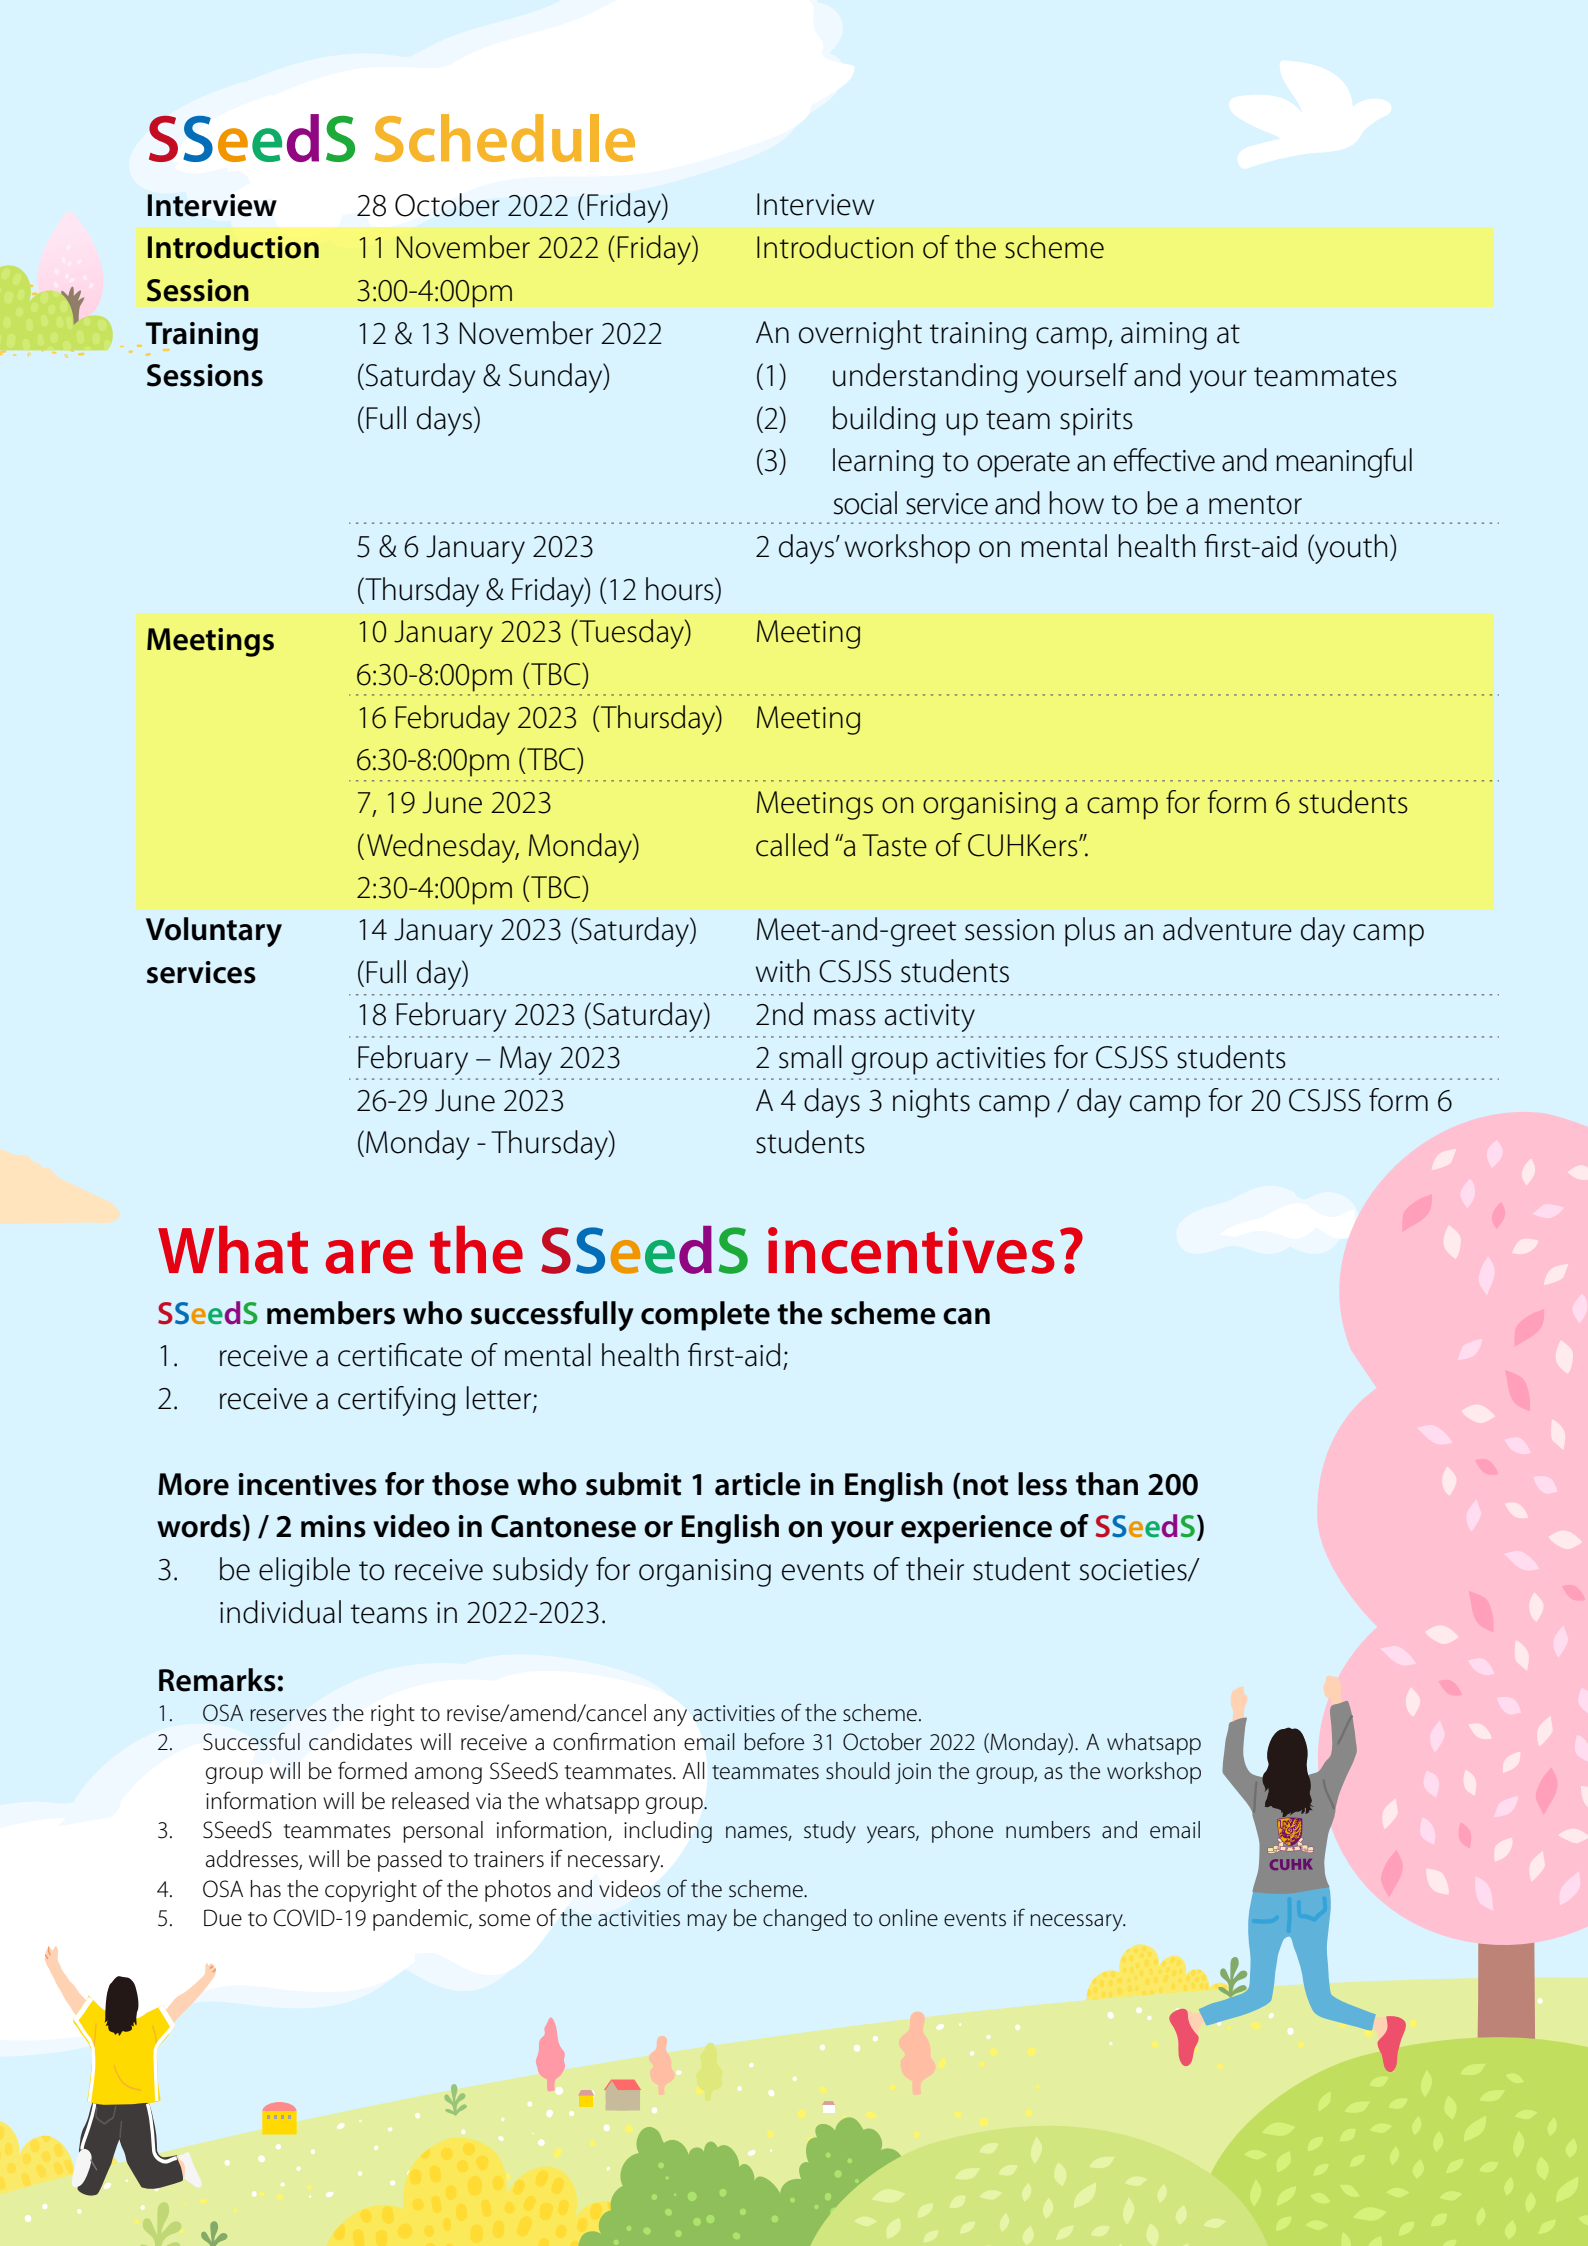 SSeedS Schedule
Interview 28 October 2022 (Friday) Interview
Introduction 11 November 2022 (Friday) Introduction of the scheme
Session 3:00-4:00pm
Training 12 & 13 November 2022 An overnight training camp, aiming at
Sessions (Saturday & Sunday) (1) understanding yourself and your teammates
(Full days) (2) building up team spirits
(3) learning to operate an effective and meaningful
social service and how to be a mentor
5 & 6 January 2023 2 days’ workshop on mental health first-aid (youth)
(Thursday & Friday) (12 hours)
Meetings 10 January 2023 (Tuesday) Meeting
6:30-8:00pm (TBC)
16 Februday 2023 (Thursday) Meeting
6:30-8:00pm (TBC)
7, 19 June 2023 Meetings on organising a camp for form 6 students
(Wednesday, Monday) called “a Taste of CUHKers”.
2:30-4:00pm (TBC)
Voluntary 14 January 2023 (Saturday) Meet-and-greet session plus an adventure day camp
services (Full day) with CSJSS students
18 February 2023 (Saturday) 2nd mass activity
February – May 2023 2 small group activities for CSJSS students
26-29 June 2023 A 4 days 3 nights camp / day camp for 20 CSJSS form 6
(Monday - Thursday) students
What are the SSeedS incentives?
SSeedS members who successfully complete the scheme can
1. receive a certificate of mental health first-aid;
2. receive a certifying letter;
More incentives for those who submit 1 article in English (not less than 200
words) / 2 mins video in Cantonese or English on your experience of SSeedS)
3. be eligible to receive subsidy for organising events of their student societies/
individual teams in 2022-2023.
Remarks:
1. OSA reserves the right to revise/amend/cancel any activities of the scheme.
2. Successful candidates will receive a confirmation email before 31 October 2022 (Monday). A whatsapp
group will be formed among SSeedS teammates. All teammates should join the group, as the workshop
information will be released via the whatsapp group.
3. SSeedS teammates personal information, including names, study years, phone numbers and email
addresses, will be passed to trainers if necessary.
4. OSA has the copyright of the photos and videos of the scheme.
5. Due to COVID-19 pandemic, some of the activities may be changed to online events if necessary.
CUHK